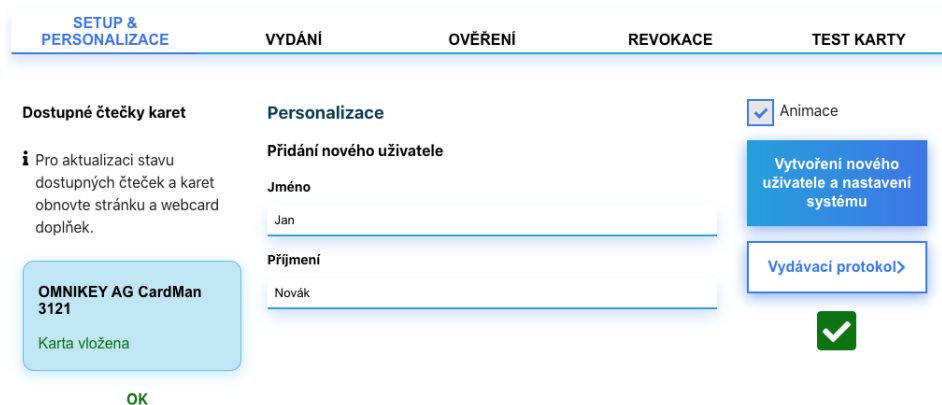 SETUP &
PERSONALIZACE
VYDÁNÍ
OVĚŘENÍ
REVOKACE
TEST KARTY
Dostupné čtečky karet
Pro aktualizaci stavu
dostupných čteček a karet
obnovte stránku a webcard
doplňek.
OMNIKEY AG CardMan
3121
Karta vložena
OK
Personalizace
Přidání nového uživatele
Jméno
Jan
Příjmení
Novák
Animace
Vytvoření nového
uživatele a nastavení
systému
Vydávací protokol